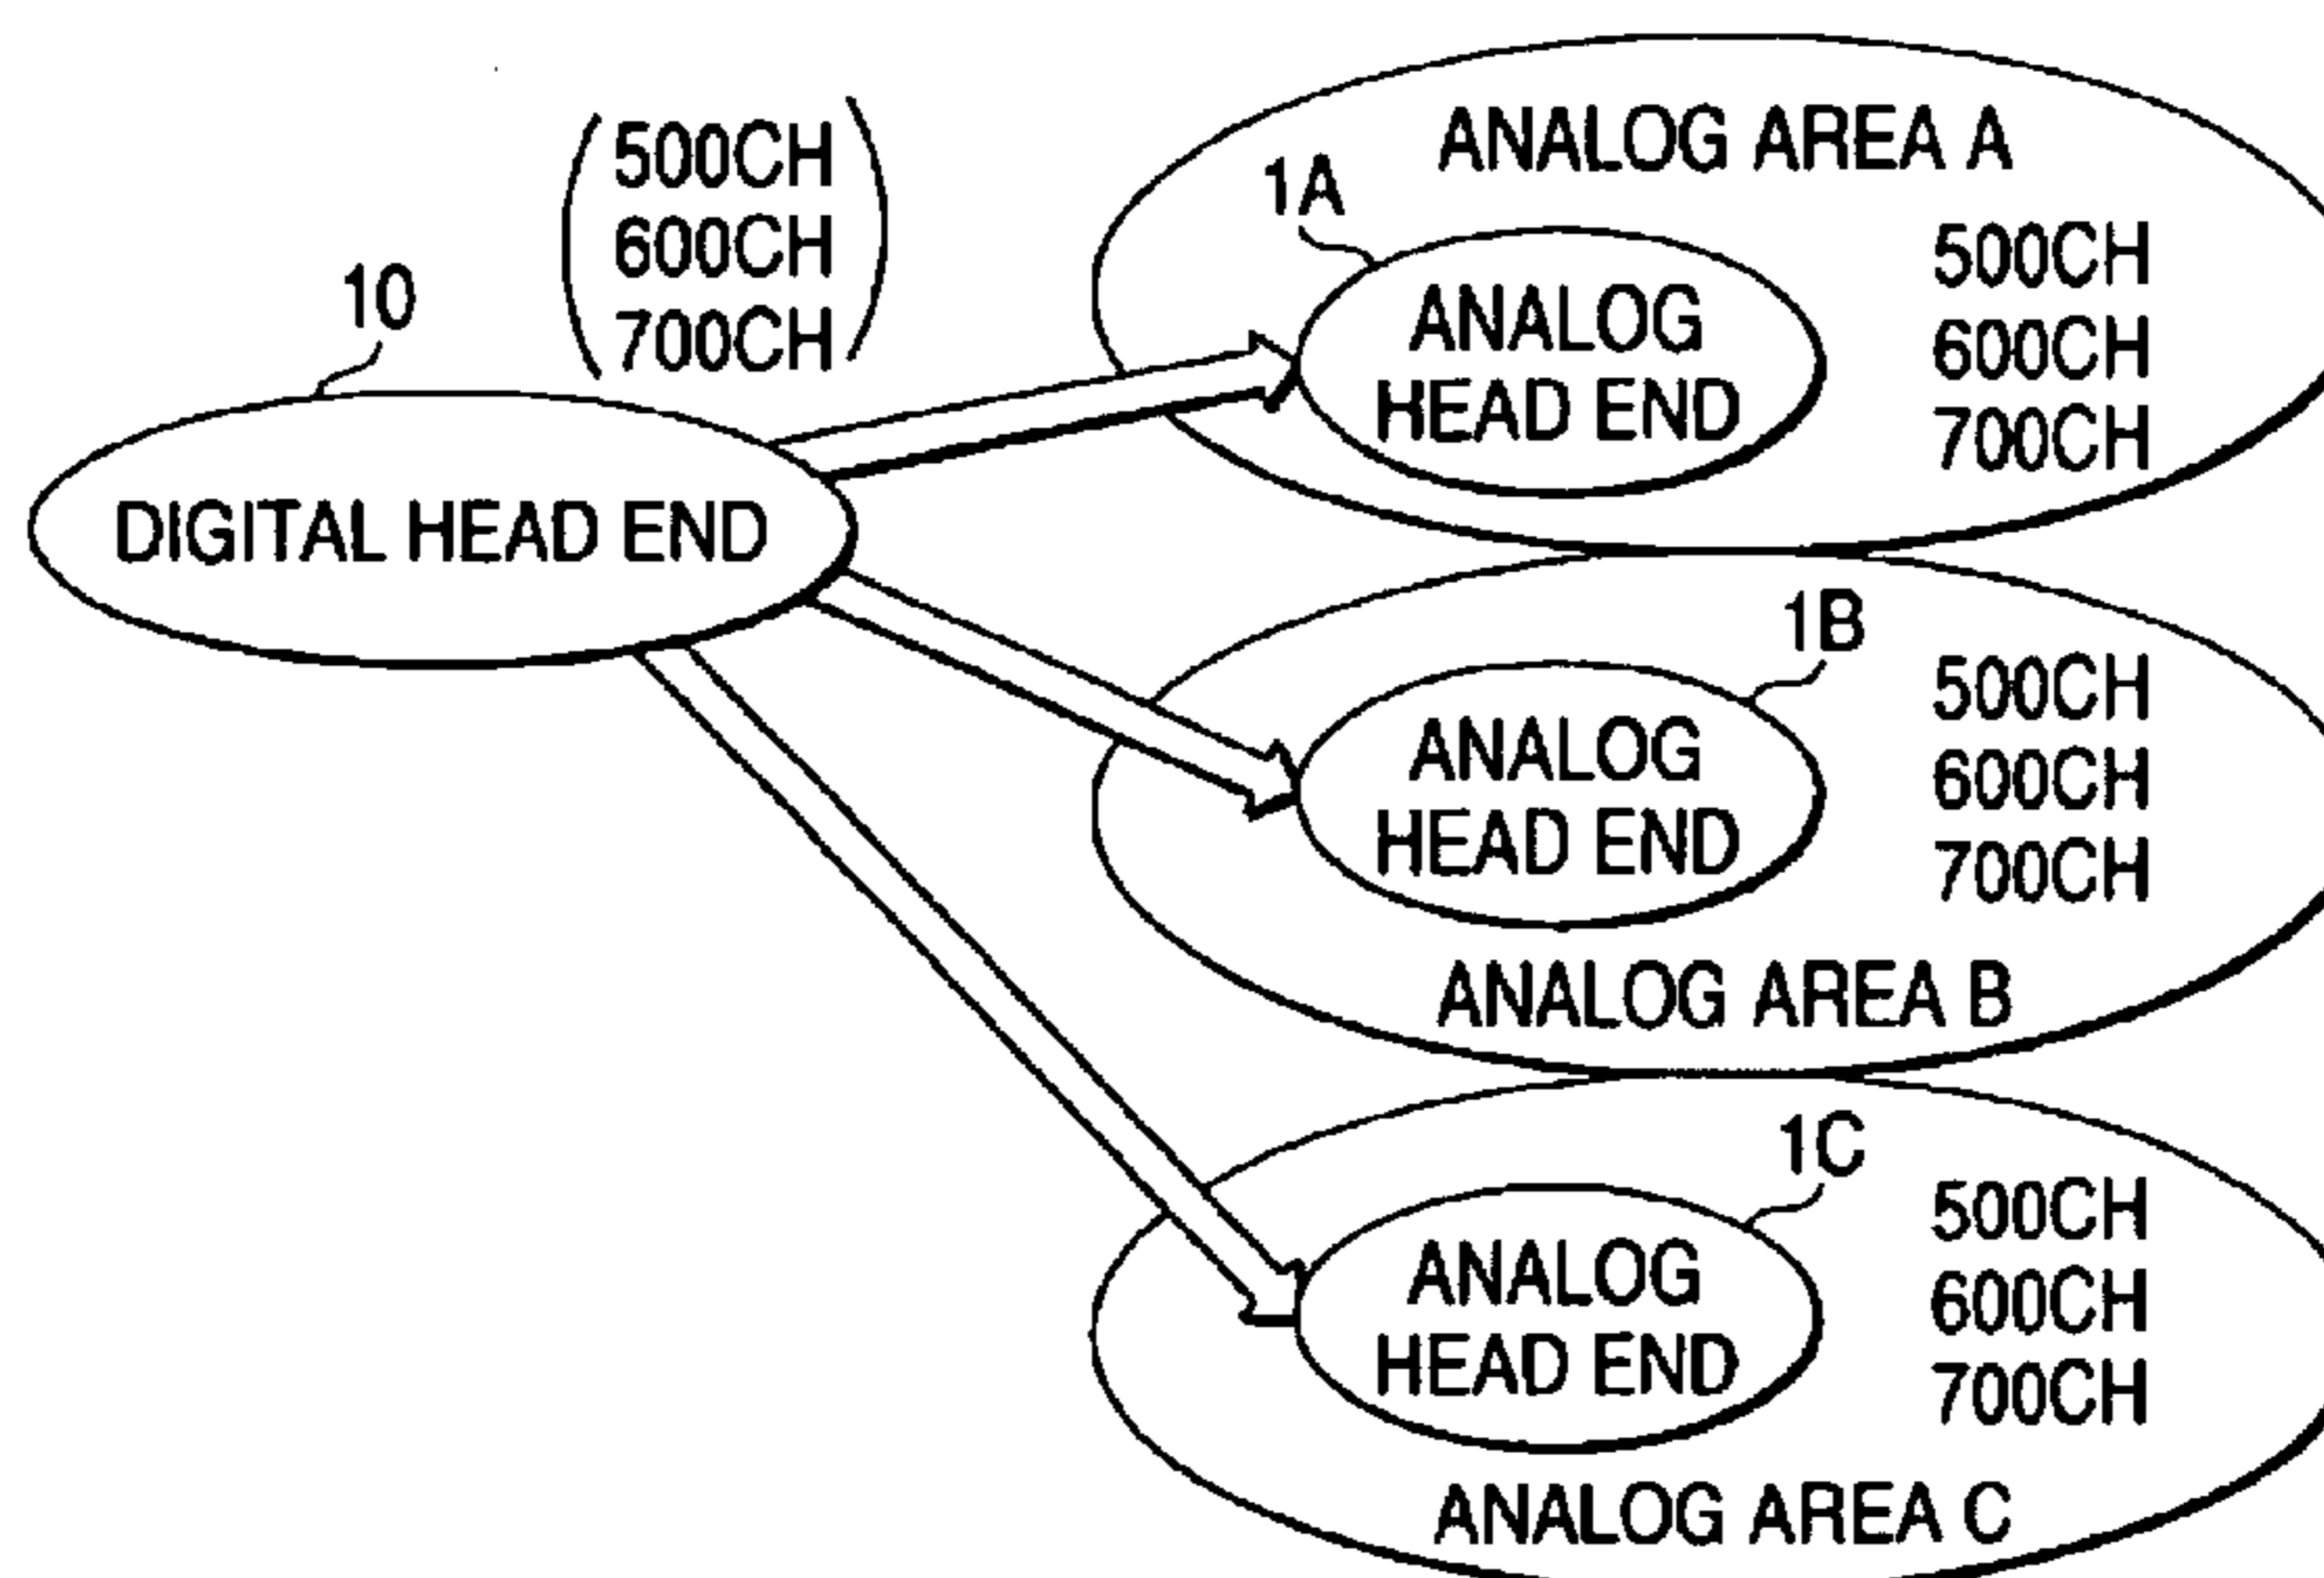 10
500CH
600CH
700CH
DIGITAL HEAD END
ANALOG AREA A
1A
ANALOG
HEAD END
500CH
600CH
700CH
1B
ANALOG
HEAD END
500CH
600CH
700CH
ANALOG AREA B
1C
ANALOG
HEAD END
500CH
600CH
700CH
ANALOG AREA C